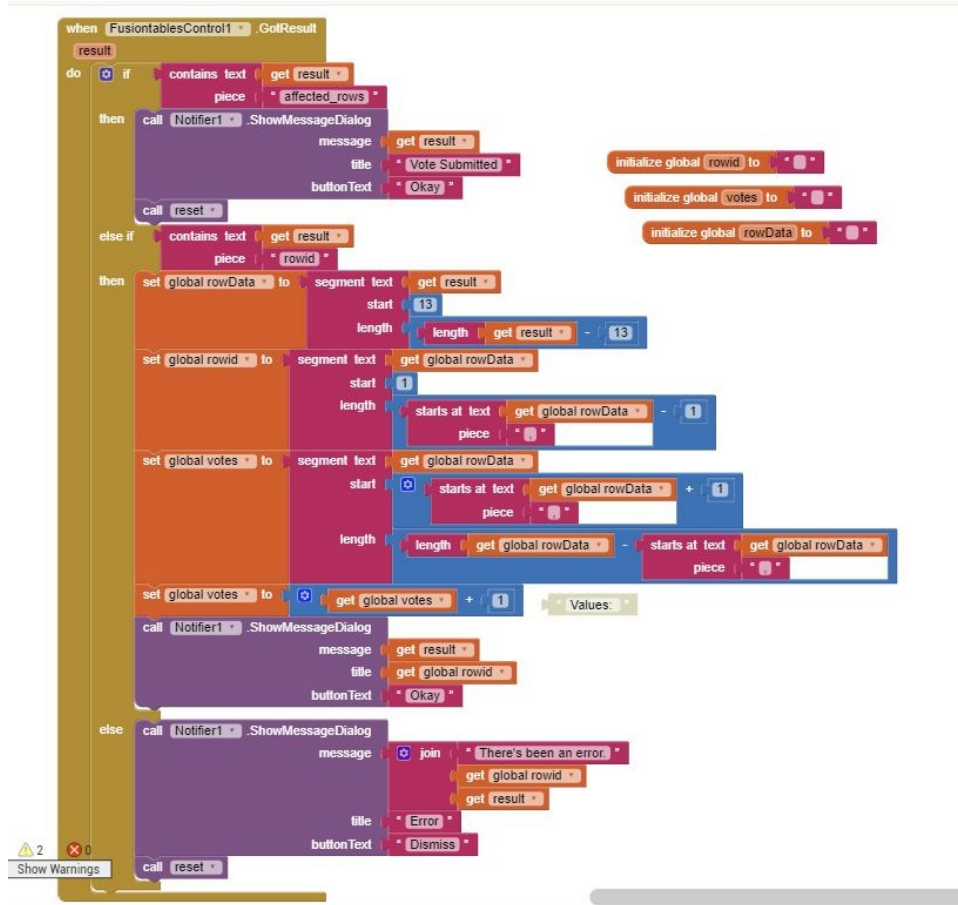 when FusiontablesControl1 .GotResult
result
do if contains text get result
piece " affected_rows "
then call Notifier1 .ShowMessageDialog
message get result
title " Vote Submitted "
buttonText " Okay "
call reset
initialize global rowid to " "
initialize global votes to " "
initialize global rowData to " "
else if contains text get result
piece " rowid "
then set global rowData to segment text get result
start 13
length length get result - 13
set global rowid to segment text get global rowData
start 1
length starts at text get global rowData - 1
piece " , "
set global votes to segment text get global rowData
start starts at text get global rowData + 1
piece " , "
length length get global rowData - starts at text get global rowData
piece " , "
set global votes to get global votes + 1
" Values: "
call Notifier1 .ShowMessageDialog
message get result
title get global rowid
buttonText " Okay "
else call Notifier1 .ShowMessageDialog
message join " There's been an error. "
get global rowid
get result
title " Error "
buttonText " Dismiss "
call reset
2 0
Show Warnings